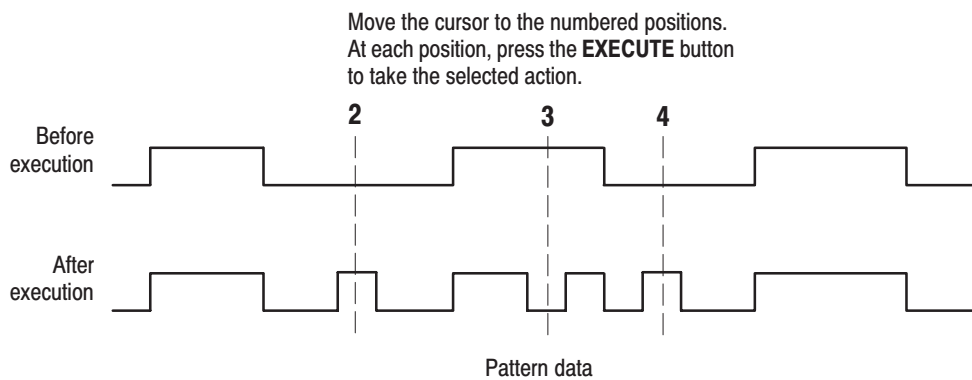 Move the cursor to the numbered positions.
At each position, press the EXECUTE button
to take the selected action.
2
3
4
Before
execution
After
execution
Pattern data